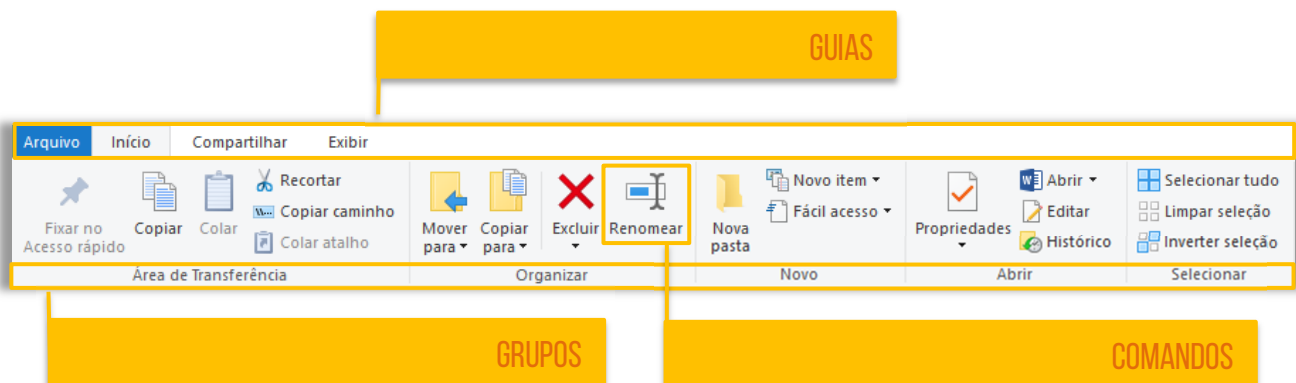 GUIAS
Arquivo Início Compartilhar Exibir
Fixar no
Acesso rápido
Copiar
Colar
Recortar
Copiar caminho
Colar atalho
Mover
para
Copiar
para
Excluir
Renomear
Nova
pasta
Novo item
Fácil acesso
Propriedades
Abrir
Editar
Histórico
Selecionar tudo
Limpar seleção
Inverter seleção
Área de Transferência Organizar Novo Abrir Selecionar
GRUPOS
COMANDOS